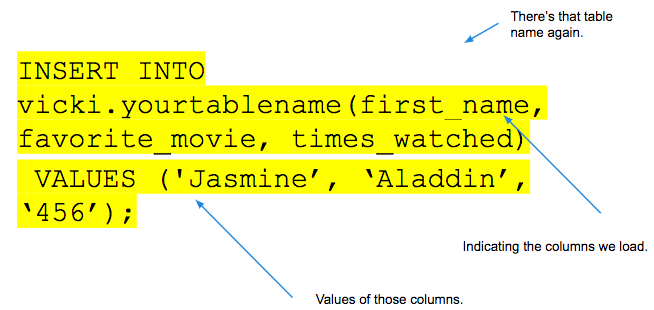 There's that table
name again.
INSERT INTO
vicki.yourtablename(first_name,
favorite_movie, times_watched)
VALUES ('Jasmine’, ‘Aladdin’,
‘456’);
Indicating the columns we load.
Values of those columns.